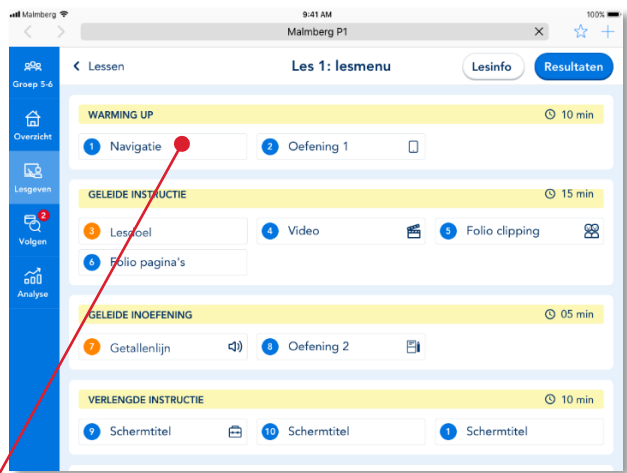 Malmberg 9:41 AM 100%
Malmberg P1
Groep 5-6
Overzicht
Lesgeven
2
Volgen
Analyse
Lessen Les 1: lesmenu Lesinfo Resultaten
WARMING UP 10 min
1 Navigatie 2 Oefening 1
GELEIDE INSTRUCTIE 15 min
3 Lesdoel 4 Video 5 Folio clipping
6 Folio pagina's
GELEIDE INOEFENING 05 min
7 Getallenlijn 8 Oefening 2
VERLENGDE INSTRUCTIE 10 min
9 Schermtitel 10 Schermtitel 1 Schermtitel